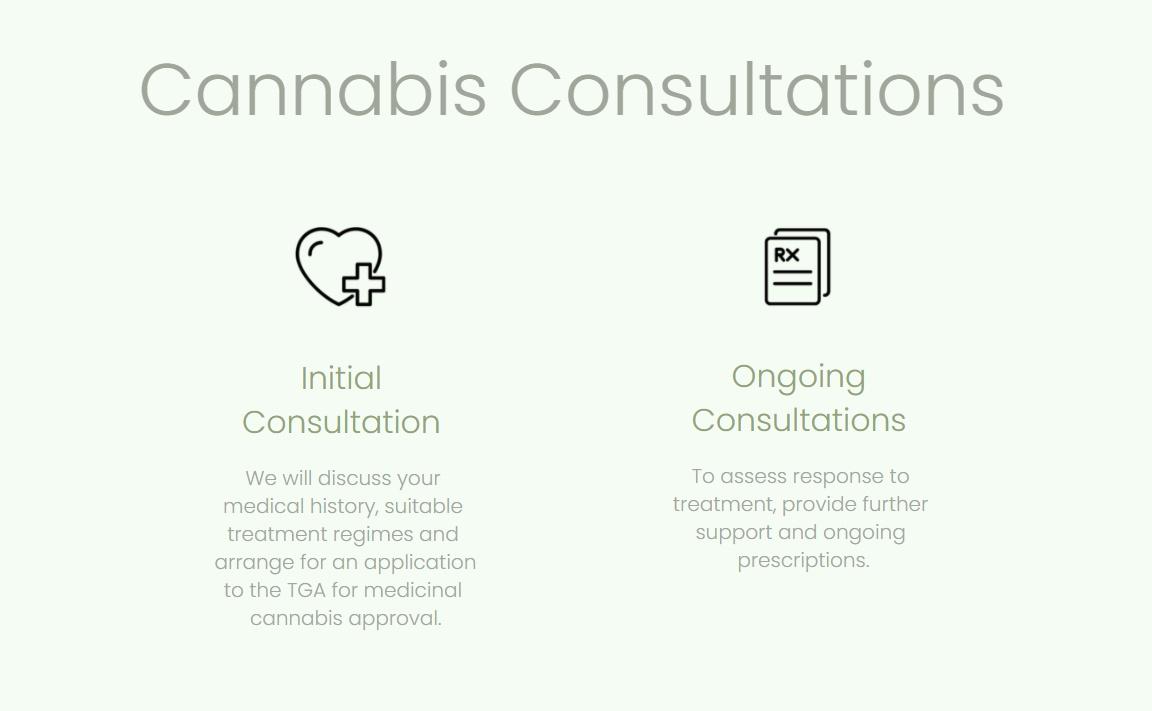 Cannabis Consultations
RX
Initial
Consultation
We will discuss your
medical history, suitable
treatment regimes and
arrange for an application
to the TGA for medicinal
cannabis approval.
Ongoing
Consultations
To assess response to
treatment, provide further
support and ongoing
prescriptions.